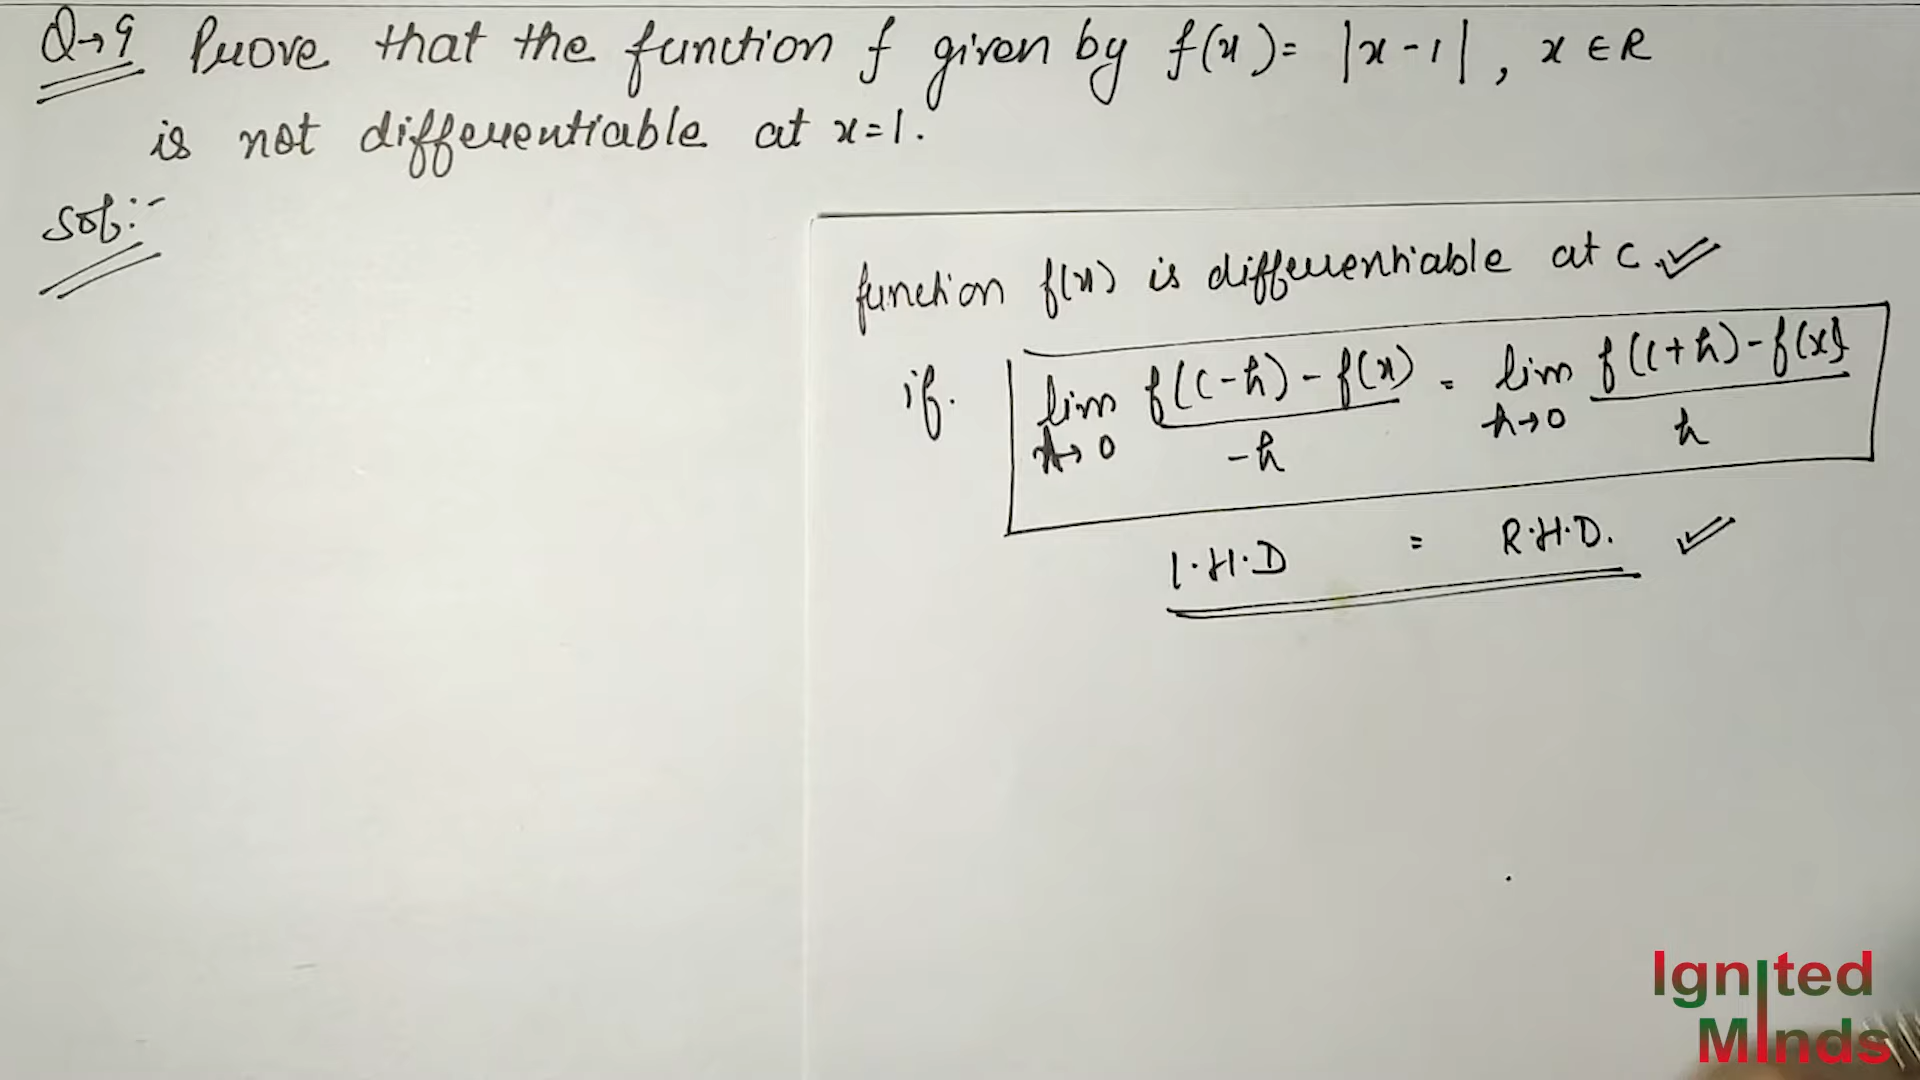 Q→9 Prove that the function f given by f(x) = |x-1|, x ∈ R
is not differentiable at x=1.
Sol:-
function f(x) is differentiable at c ✓
if. lim h→0 f(c-h) - f(x) / -h = lim h→0 f(c+h) - f(x) / h
L.H.D = R.H.D. ✓
Ignited
Minds